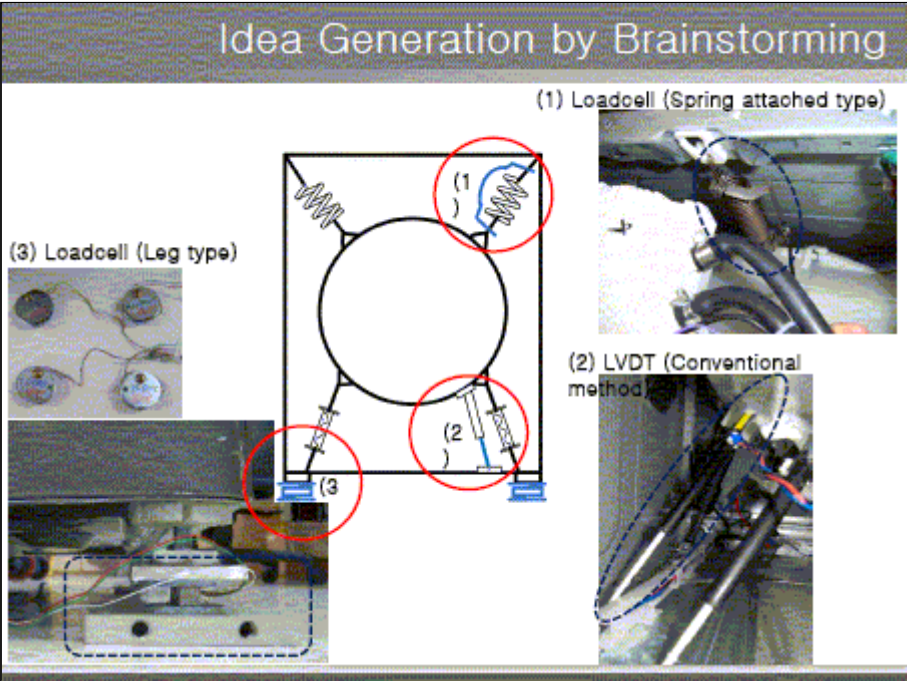 Idea Generation by Brainstorming
(1) Loadcell (Spring attached type)
(1
)
(3) Loadcell (Leg type)
(2) LVDT (Conventional
method)
(2
)
(3